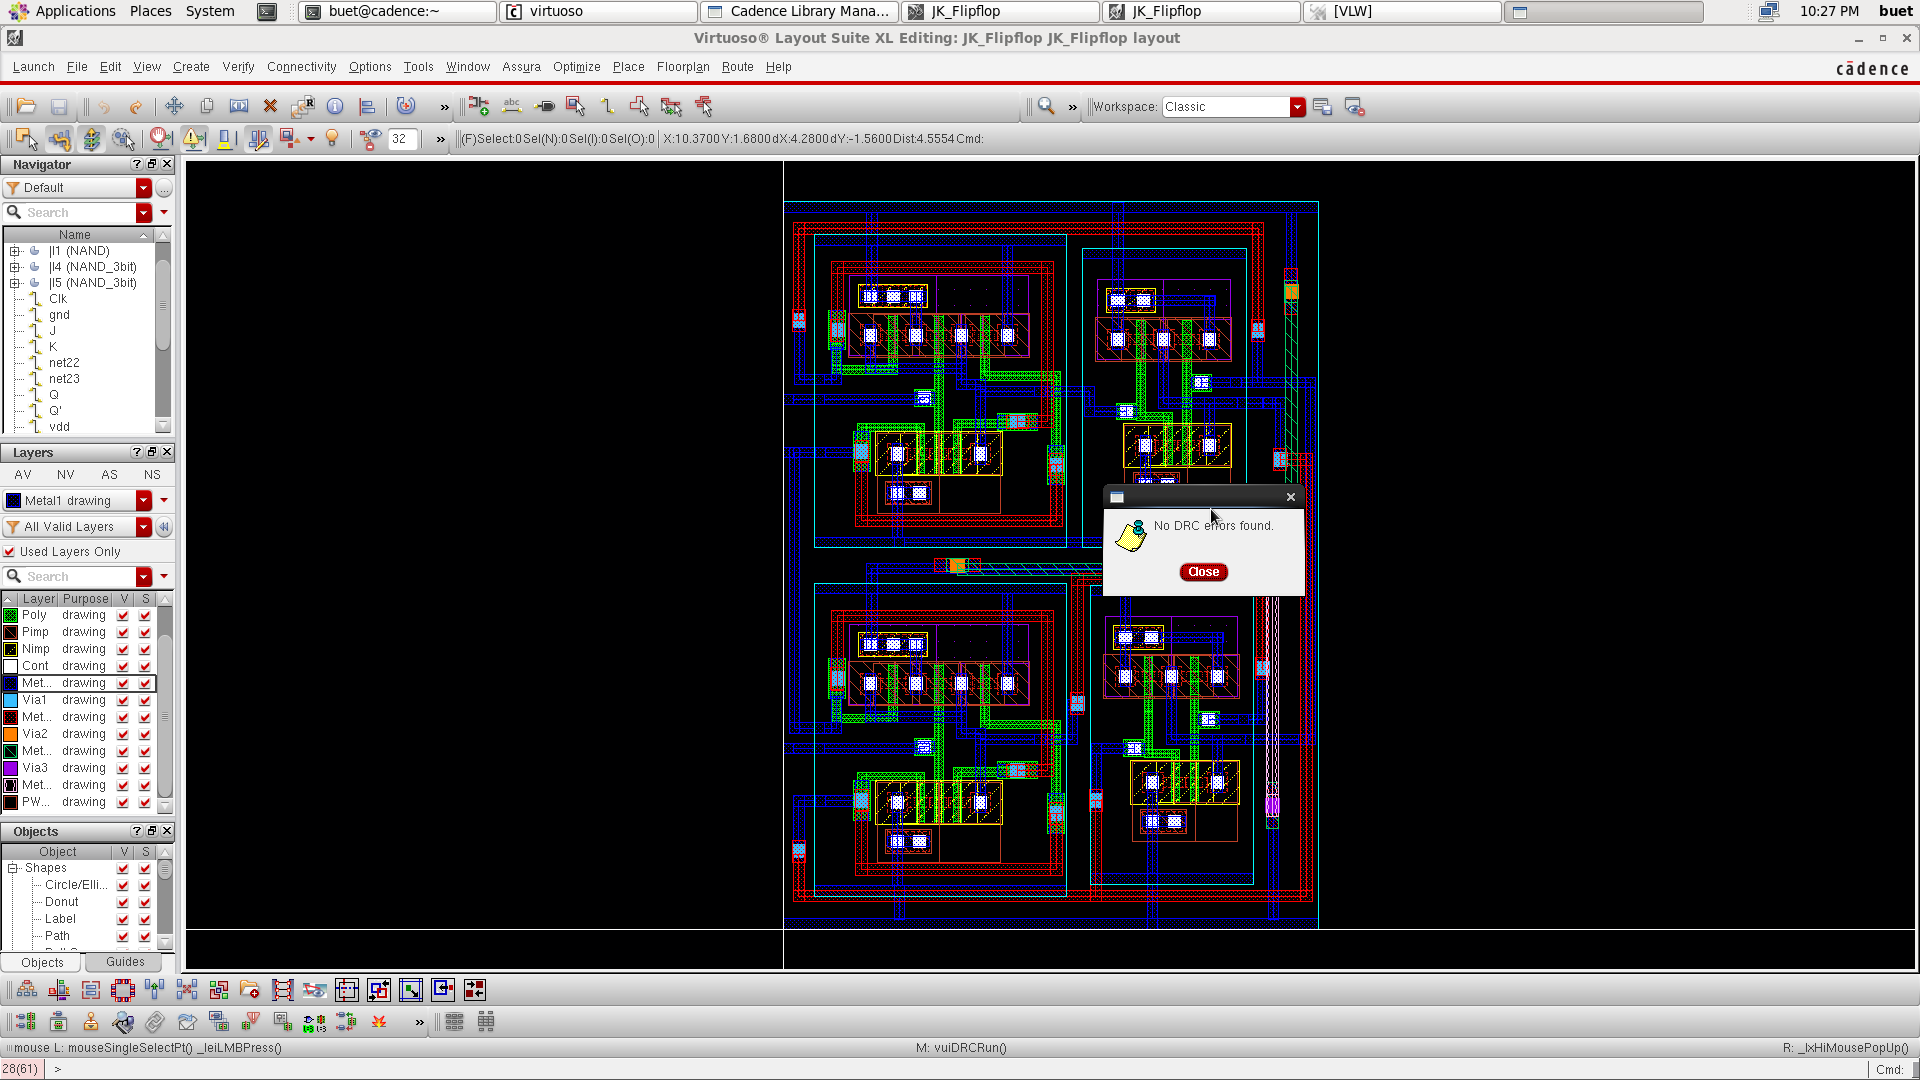 Applications Places System buet@cadence:~ virtuoso Cadence Library Mana... JK_Flipflop JK_Flipflop [VLW] 10:27 PM buet
Virtuoso® Layout Suite XL Editing: JK_Flipflop JK_Flipflop layout
Launch File Edit View Create Verify Connectivity Options Tools Window Assura Optimize Place Floorplan Route Help cādence
» » Workspace: Classic
32 » (F)Select:0 Sel(N):0 Sel(I):0 Sel(O):0 X:10.3700 Y:1.6800 dX:4.2800 dY:-1.5600 Dist:4.5554 Cmd:
Navigator
Default
Search
Name
|I1 (NAND)
|I4 (NAND_3bit)
|I5 (NAND_3bit)
Clk
gnd
J
K
net22
net23
Q
Q'
vdd
Layers
AV NV AS NS
Metal1 drawing
All Valid Layers
Used Layers Only
Search
Layer Purpose V S
Poly drawing
Pimp drawing
Nimp drawing
Cont drawing
Met... drawing
Via1 drawing
Met... drawing
Via2 drawing
Met... drawing
Via3 drawing
Met... drawing
PW... drawing
Objects
Object V S
Shapes
Circle/Elli...
Donut
Label
Path
Objects Guides
No DRC errors found.
Close
mouse L: mouseSingleSelectPt() _leiLMBPress() M: vuiDRCRun() R: _lxHiMousePopUp()
28(61) > Cmd: